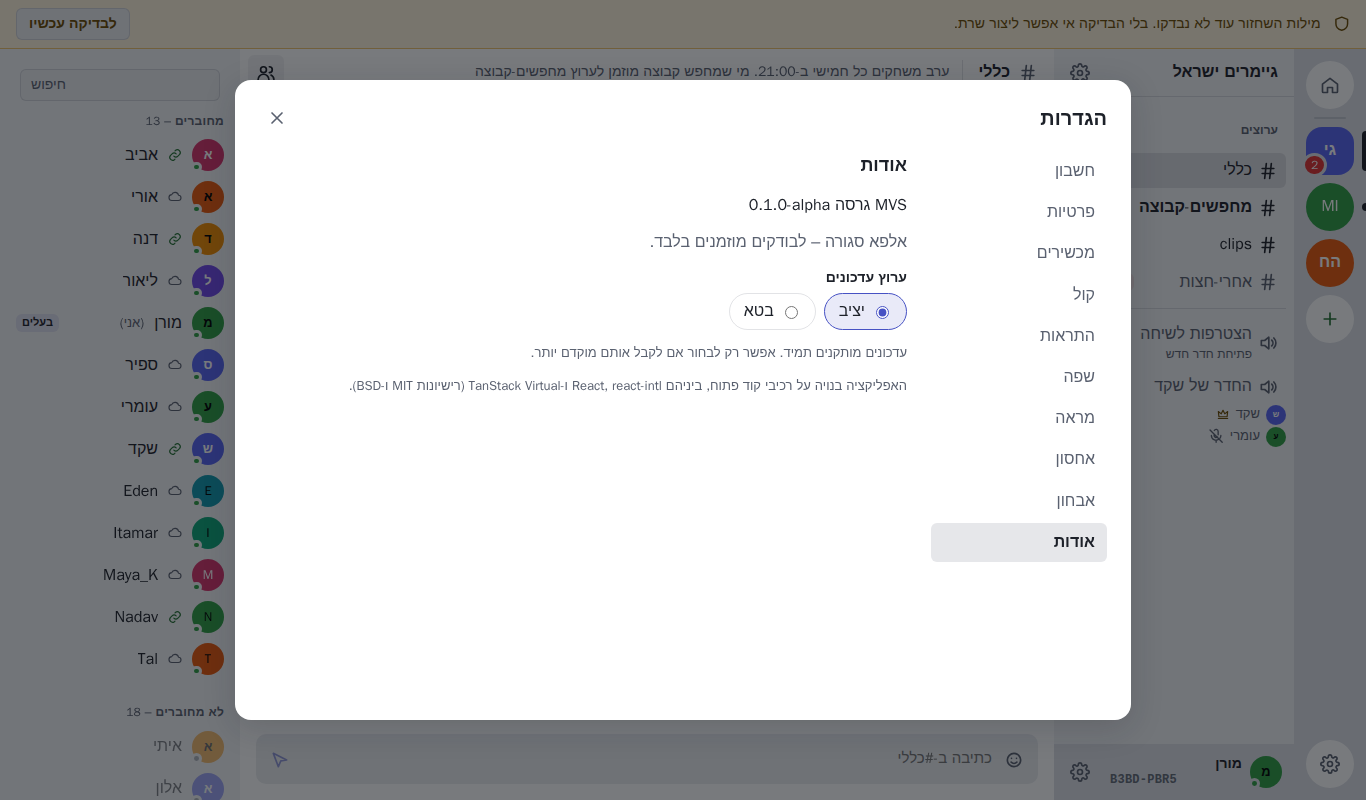 מילות השחזור עוד לא נבדקו. בלי הבדיקה אי אפשר ליצור שרת.
לבדיקה עכשיו
גיימרים ישראל
# כללי
ערב משחקים כל חמישי ב-21:00. מי שמחפש קבוצה מוזמן לערוץ מחפשים-קבוצה
חיפוש
גי
2
MI
הח
ערוצים
# כללי
# מחפשים-קבוצה
# clips
# אחרי-חצות
הצטרפות לשיחה
פתיחת חדר חדש
החדר של שקד
ש שקד
ע עומרי
מ מורן
B3BD-PBR5
הגדרות
חשבון
פרטיות
מכשירים
קול
התראות
שפה
מראה
אחסון
אבחון
אודות
אודות
MVS גרסה 0.1.0-alpha
אלפא סגורה – לבודקים מוזמנים בלבד.
ערוץ עדכונים
יציב
בטא
עדכונים מותקנים תמיד. אפשר רק לבחור אם לקבל אותם מוקדם יותר.
האפליקציה בנויה על רכיבי קוד פתוח, ביניהם React, react-intl ו-TanStack Virtual (רישיונות MIT ו-BSD).
כתיבה ב-#כללי
מחוברים – 13
א אביב
א אורי
ד דנה
ל ליאור
מ מורן (אני) בעלים
ס ספיר
ע עומרי
ש שקד
E Eden
I Itamar
M Maya_K
N Nadav
T Tal
לא מחוברים – 18
א איתי
א אלון